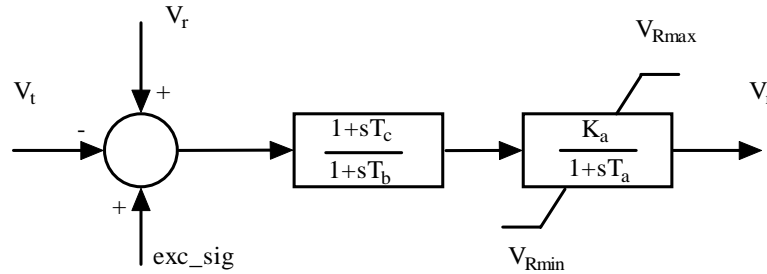 V_r
V_Rmax
V_t
+
-
1+sT_c
1+sT_b
K_a
1+sT_a
+
exc_sig
V_Rmin